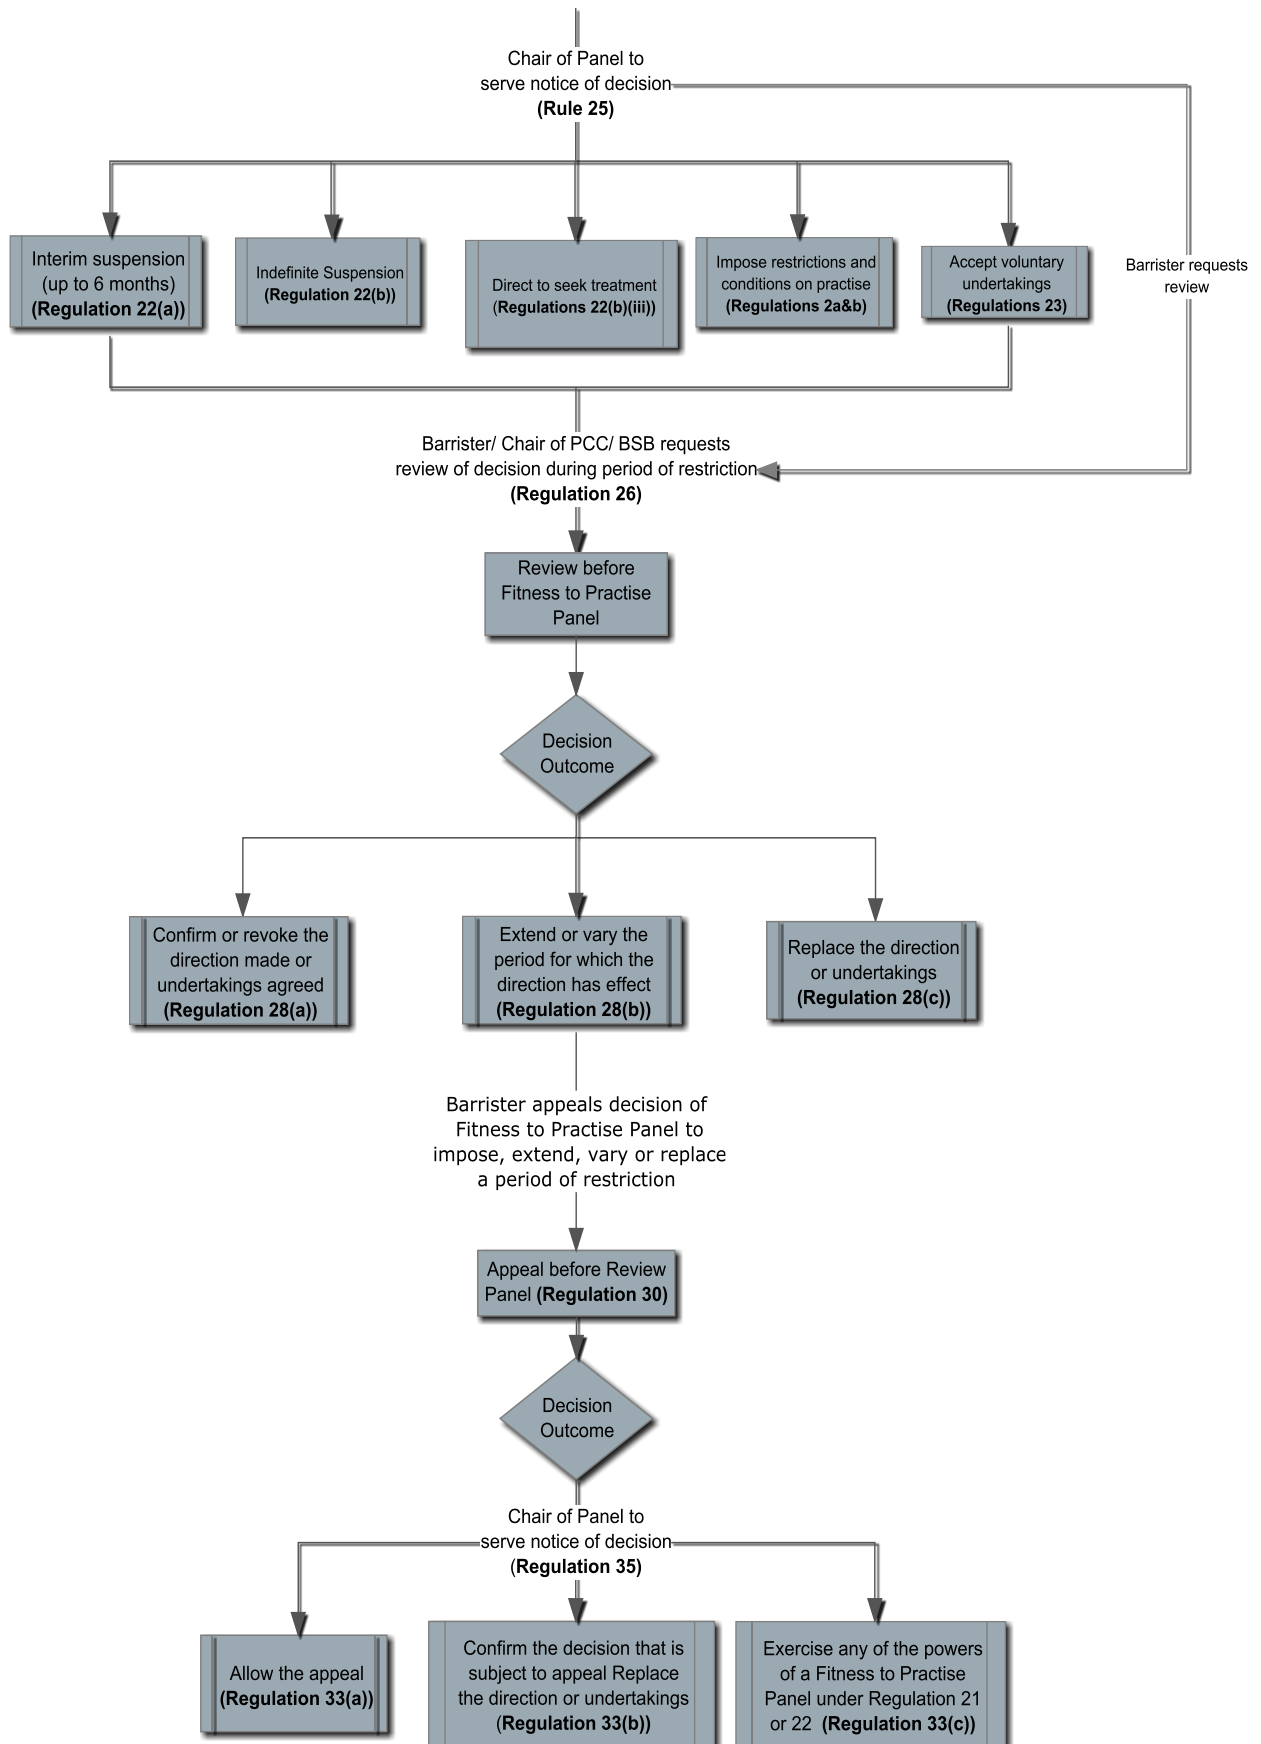 Chair of Panel to
serve notice of decision
(Rule 25)
Interim suspension
(up to 6 months)
(Regulation 22(a))
Indefinite Suspension
(Regulation 22(b))
Direct to seek treatment
(Regulations 22(b)(iii))
Impose restrictions and
conditions on practise
(Regulations 2a&b)
Accept voluntary
undertakings
(Regulations 23)
Barrister requests
review
Barrister/ Chair of PCC/ BSB requests
review of decision during period of restriction
(Regulation 26)
Review before
Fitness to Practise
Panel
Decision
Outcome
Confirm or revoke the
direction made or
undertakings agreed
(Regulation 28(a))
Extend or vary the
period for which the
direction has effect
(Regulation 28(b))
Replace the direction
or undertakings
(Regulation 28(c))
Barrister appeals decision of
Fitness to Practise Panel to
impose, extend, vary or replace
a period of restriction
Appeal before Review
Panel (Regulation 30)
Decision
Outcome
Chair of Panel to
serve notice of decision
(Regulation 35)
Allow the appeal
(Regulation 33(a))
Confirm the decision that is
subject to appeal Replace
the direction or undertakings
(Regulation 33(b))
Exercise any of the powers
of a Fitness to Practise
Panel under Regulation 21
or 22 (Regulation 33(c))